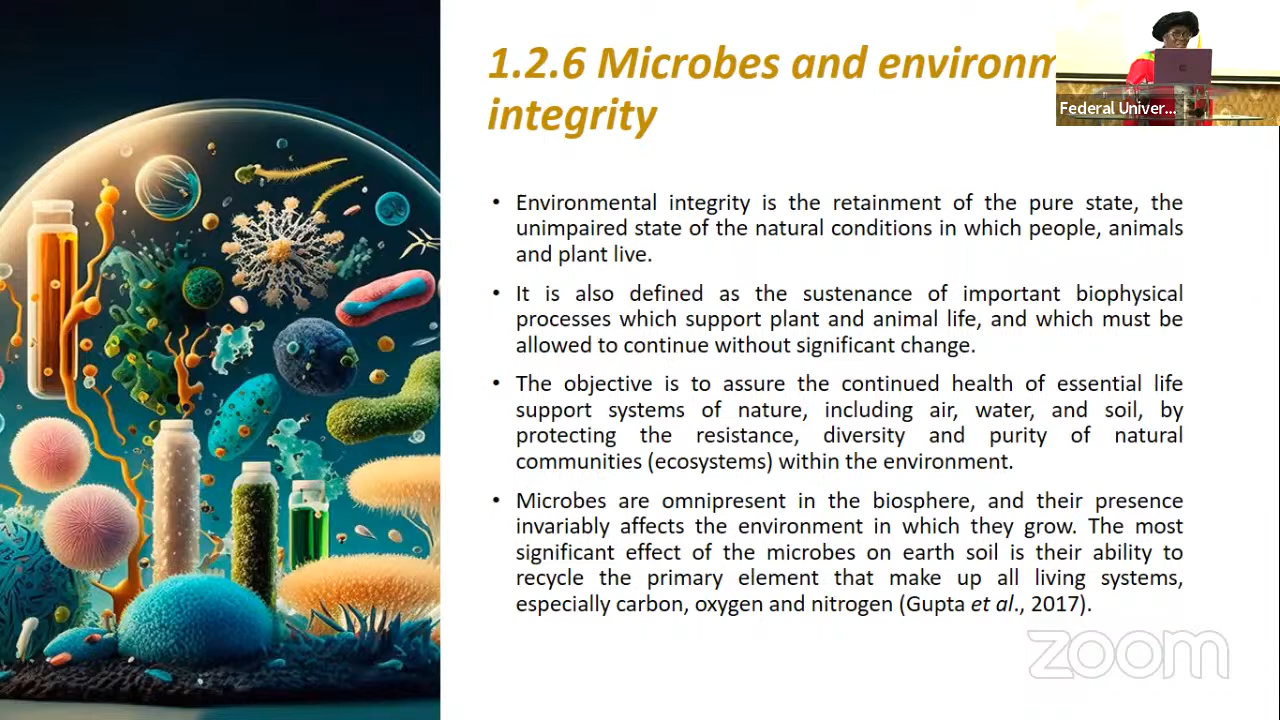 1.2.6 Microbes and environm
integrity
Federal Univer...
• Environmental integrity is the retainment of the pure state, the
unimpaired state of the natural conditions in which people, animals
and plant live.
• It is also defined as the sustenance of important biophysical
processes which support plant and animal life, and which must be
allowed to continue without significant change.
• The objective is to assure the continued health of essential life
support systems of nature, including air, water, and soil, by
protecting the resistance, diversity and purity of natural
communities (ecosystems) within the environment.
• Microbes are omnipresent in the biosphere, and their presence
invariably affects the environment in which they grow. The most
significant effect of the microbes on earth soil is their ability to
recycle the primary element that make up all living systems,
especially carbon, oxygen and nitrogen (Gupta et al., 2017).
zoom